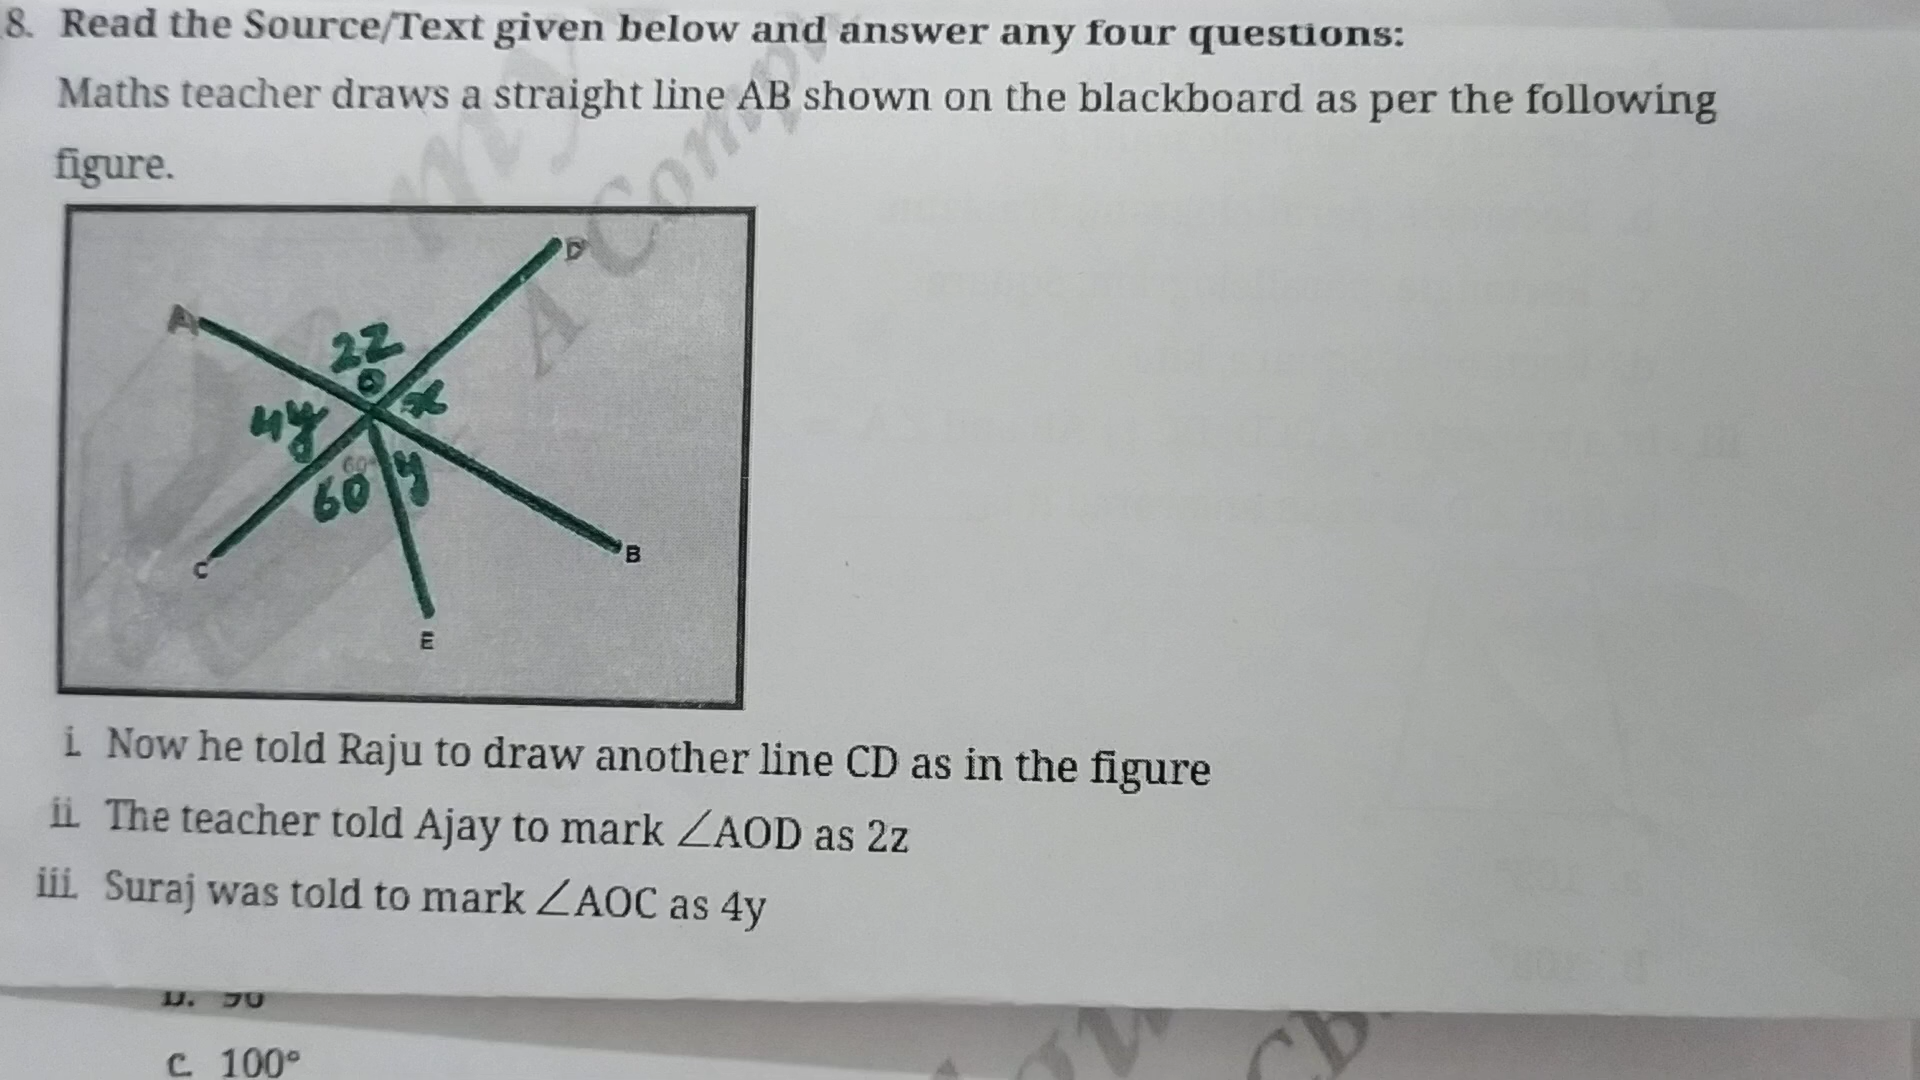 8. Read the Source/Text given below and answer any four questions:
Maths teacher draws a straight line AB shown on the blackboard as per the following
figure.
D
A
2z
O
x
4y
60°
60
y
B
C
E
i. Now he told Raju to draw another line CD as in the figure
ii. The teacher told Ajay to mark ∠AOD as 2z
iii. Suraj was told to mark ∠AOC as 4y
c. 100°